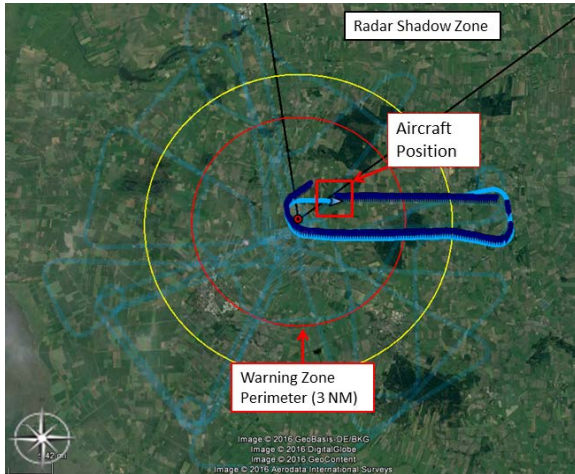 Radar Shadow Zone
Aircraft
Position
Warning Zone
Perimeter (3 NM)
Image © 2016 GeoBasis-DE/BKG
Image © 2016 DigitalGlobe
Image © 2016 GeoContent
Image © 2016 Aerodata International Surveys